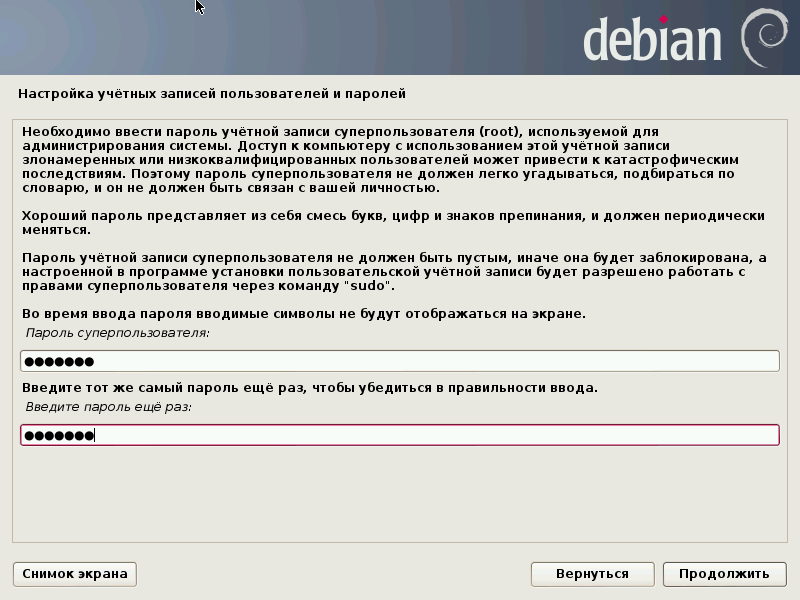 debian
Настройка учётных записей пользователей и паролей
Необходимо ввести пароль учётной записи суперпользователя (root), используемой для
администрирования системы. Доступ к компьютеру с использованием этой учётной записи
злонамеренных или низкоквалифицированных пользователей может привести к катастрофическим
последствиям. Поэтому пароль суперпользователя не должен легко угадываться, подбираться по
словарю, и он не должен быть связан с вашей личностью.
Хороший пароль представляет из себя смесь букв, цифр и знаков препинания, и должен периодически
меняться.
Пароль учётной записи суперпользователя не должен быть пустым, иначе она будет заблокирована, а
настроенной в программе установки пользовательской учётной записи будет разрешено работать с
правами суперпользователя через команду "sudo".
Во время ввода пароля вводимые символы не будут отображаться на экране.
Пароль суперпользователя:
●●●●●●●
Введите тот же самый пароль ещё раз, чтобы убедиться в правильности ввода.
Введите пароль ещё раз:
●●●●●●●
Снимок экрана
Вернуться
Продолжить